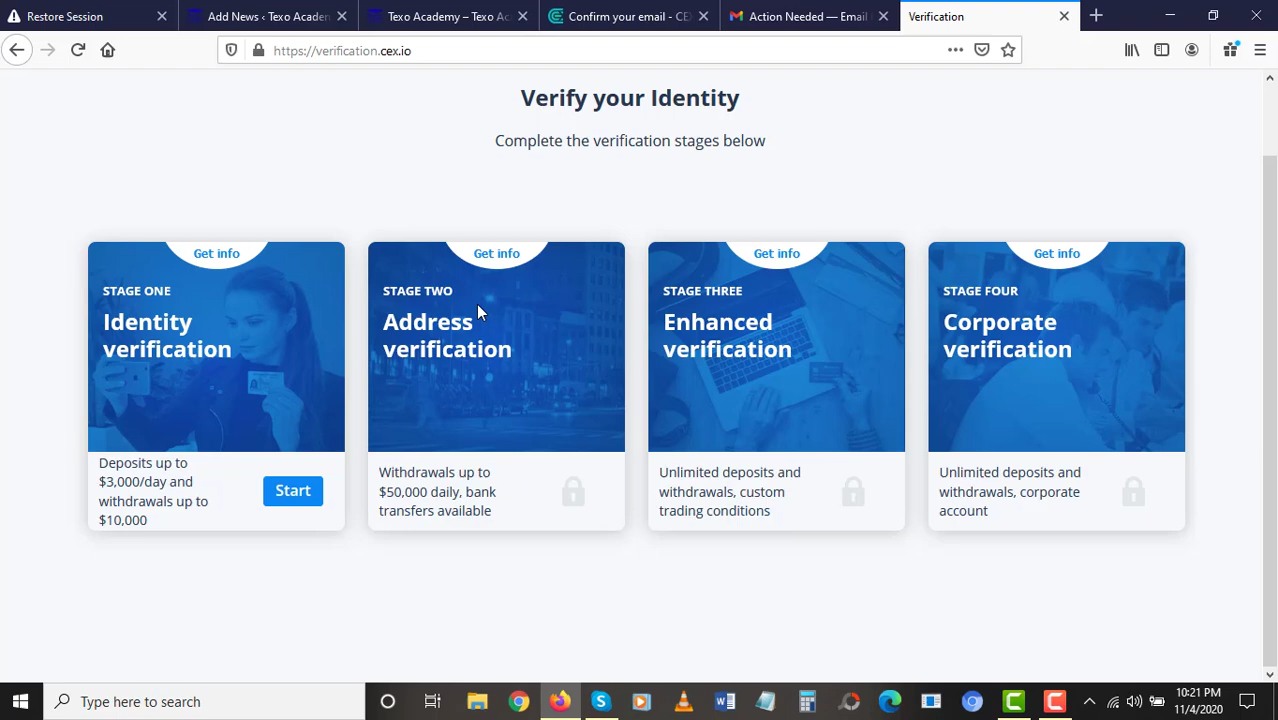 Restore Session
Add News ‹ Texo Academ
Texo Academy – Texo Ac
Confirm your email - CEX
Action Needed — Email
Verification
https://verification.cex.io
Verify your Identity
Complete the verification stages below
Get info
STAGE ONE
Identity
verification
Deposits up to
$3,000/day and
withdrawals up to
$10,000
Start
Get info
STAGE TWO
Address
verification
Withdrawals up to
$50,000 daily, bank
transfers available
Get info
STAGE THREE
Enhanced
verification
Unlimited deposits and
withdrawals, custom
trading conditions
Get info
STAGE FOUR
Corporate
verification
Unlimited deposits and
withdrawals, corporate
account
Type here to search
10:21 PM
11/4/2020